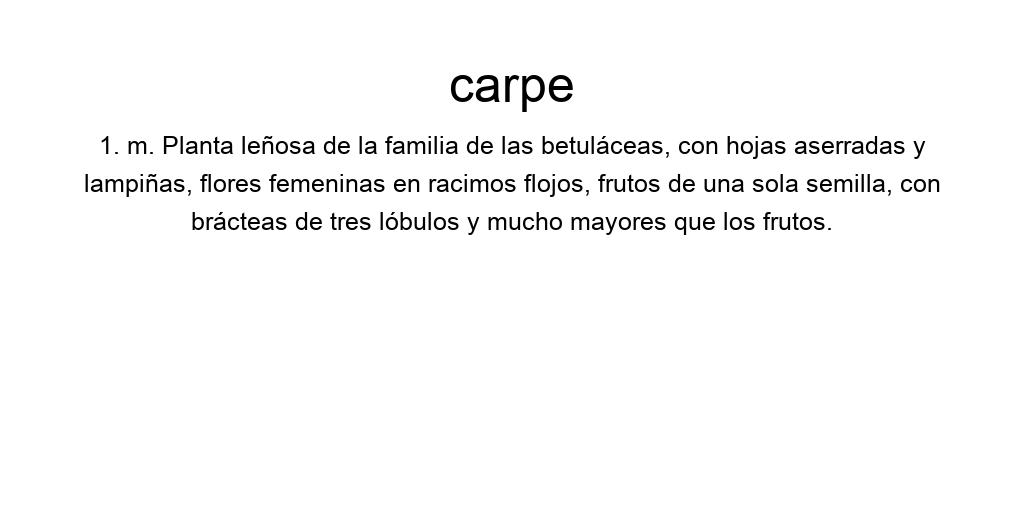 carpe
1. m. Planta leñosa de la familia de las betuláceas, con hojas aserradas y
lampiñas, flores femeninas en racimos flojos, frutos de una sola semilla, con
brácteas de tres lóbulos y mucho mayores que los frutos.